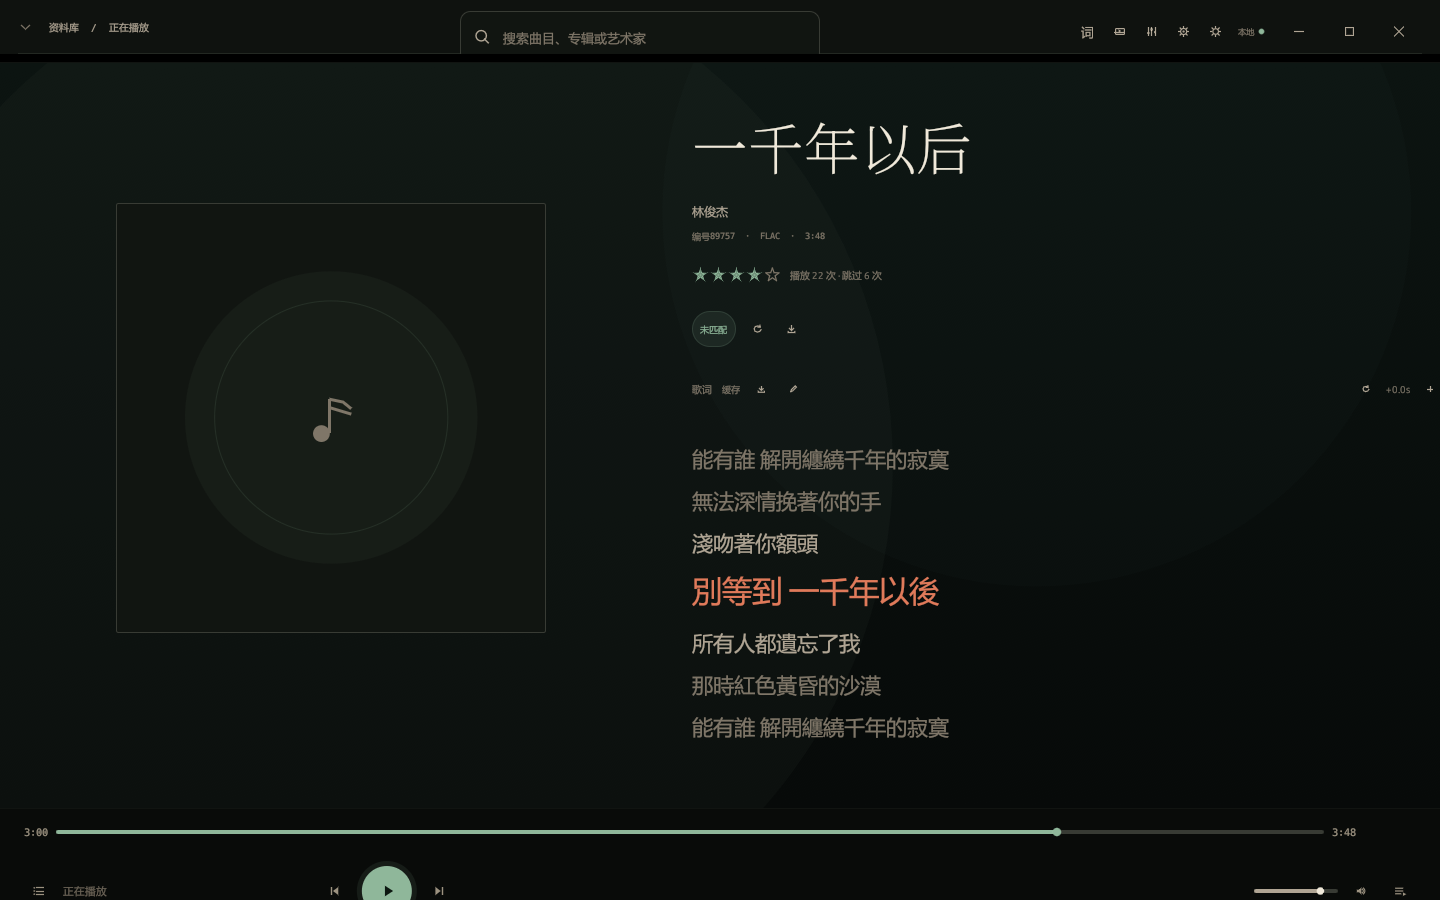 资料库 / 正在播放
搜索曲目、专辑或艺术家
词
本地
一千年以后
林俊杰
编号89757 · FLAC · 3:48
播放 22 次 · 跳过 6 次
未匹配
歌词 缓存
+0.0s
能有誰 解開纏繞千年的寂寞
無法深情挽著你的手
淺吻著你額頭
別等到 一千年以後
所有人都遺忘了我
那時紅色黃昏的沙漠
能有誰 解開纏繞千年的寂寞
3:00
3:48
正在播放